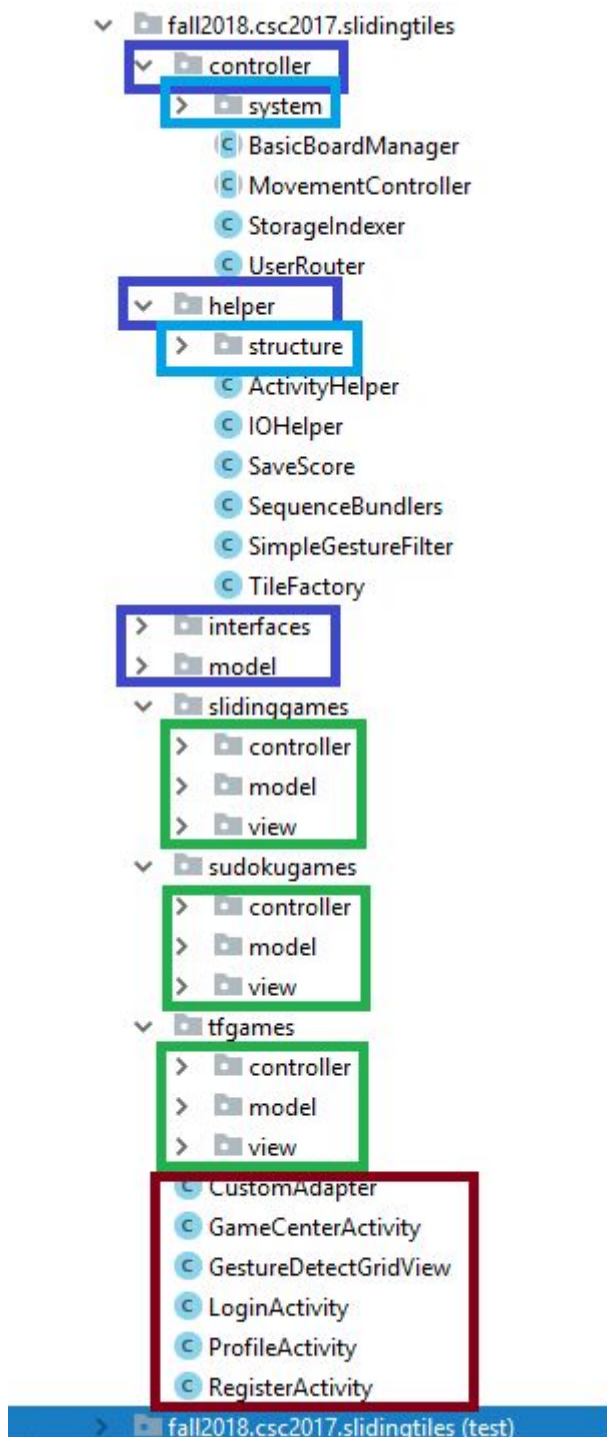 fall2018.csc2017.slidingtiles
controller
system
BasicBoardManager
MovementController
StorageIndexer
UserRouter
helper
structure
ActivityHelper
IOHelper
SaveScore
SequenceBundlers
SimpleGestureFilter
TileFactory
interfaces
model
slidinggames
controller
model
view
sudokugames
controller
model
view
tfgames
controller
model
view
CustomAdapter
GameCenterActivity
GestureDetectGridView
LoginActivity
ProfileActivity
RegisterActivity
fall2018.csc2017.slidingtiles (test)